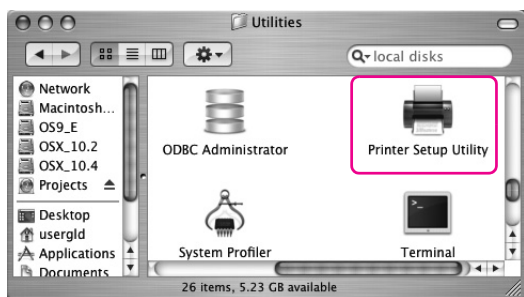 Utilities
local disks
Network
Macintosh...
OS9_E
OSX_10.2
OSX_10.4
Projects
Desktop
usergld
Applications
Documents
ODBC Administrator
Printer Setup Utility
System Profiler
Terminal
26 items, 5.23 GB available